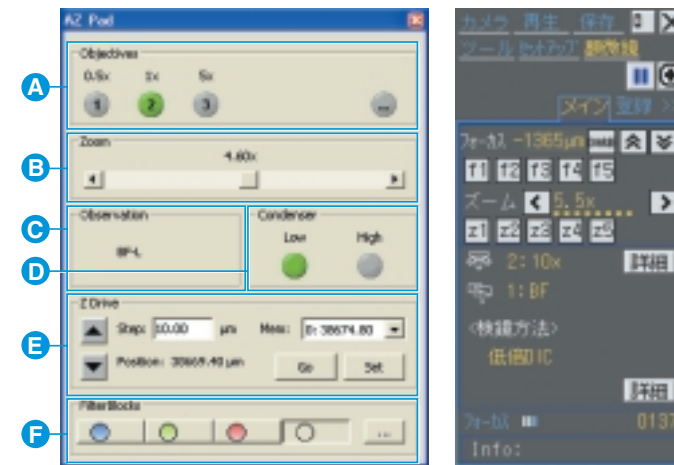 AZ Pad
A
Objectives
0.5x 1x 5x
1 2 3 ...
B
Zoom
4.60x
C
Observation
BF-L
D
Condenser
Low High
E
Z Drive
Step: 10.00 μm Mem: 0: 38674.80
Position: 38669.40 μm Go Set
F
FilterBlocks
...
カメラ 再生 保存
ツール セットアップ 顕微鏡
メイン 登録 >
フォーカス -1365μm
f1 f2 f3 f4 f5
ズーム < 5.5x >
z1 z2 z3 z4 z5
2: 10x 詳細
1: BF
<検鏡方法>
低倍DIC
詳細
フォーカス 0137
Info: